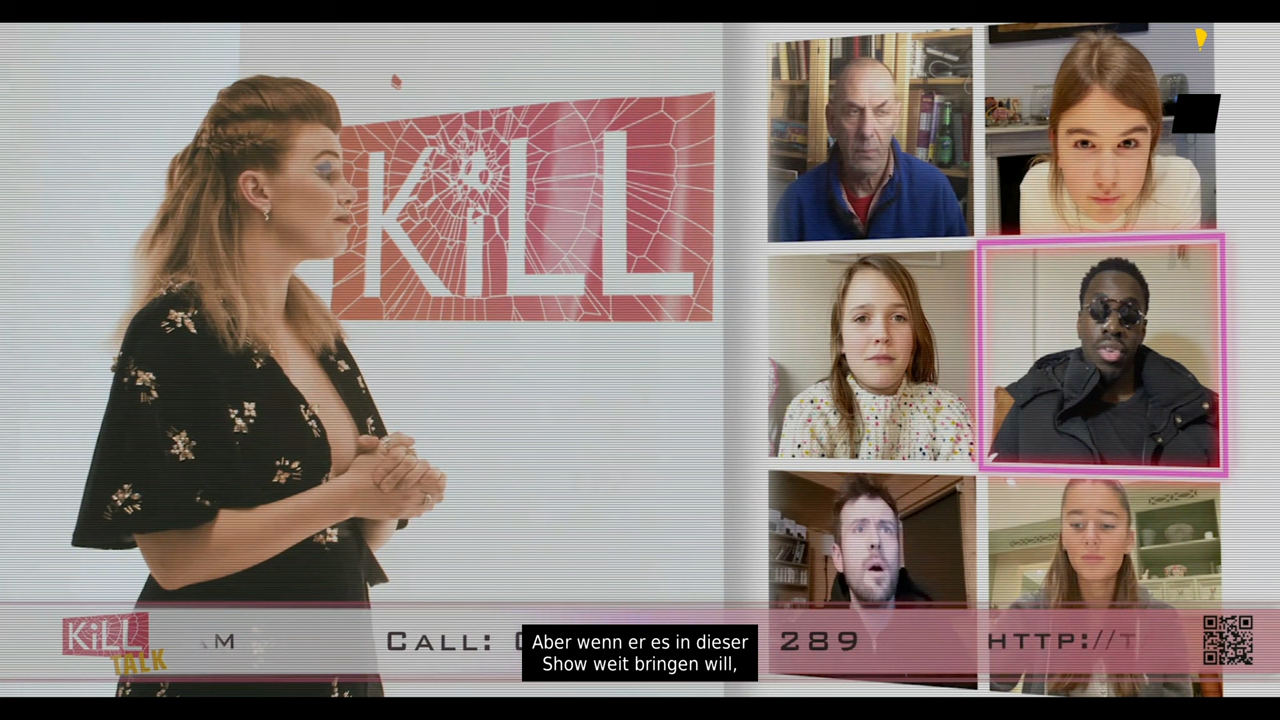 KiLL
KiLL
TALK
M
CALL:
289
HTTP://T
Aber wenn er es in dieser
Show weit bringen will,